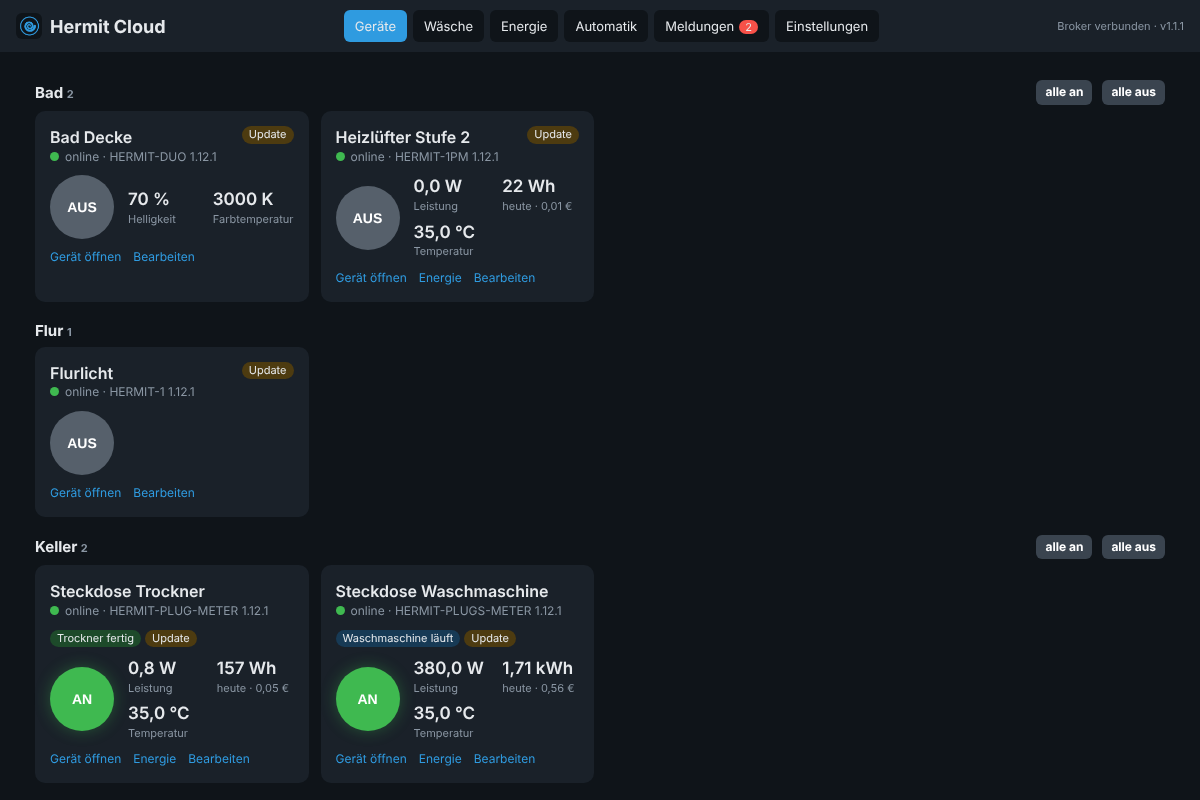 Hermit Cloud
Geräte Wäsche Energie Automatik Meldungen 2 Einstellungen
Broker verbunden · v1.1.1
Bad 2
alle an alle aus
Bad Decke Update
online · HERMIT-DUO 1.12.1
AUS
70 % 3000 K
Helligkeit Farbtemperatur
Gerät öffnen Bearbeiten
Heizlüfter Stufe 2 Update
online · HERMIT-1PM 1.12.1
AUS
0,0 W 22 Wh
Leistung heute · 0,01 €
35,0 °C
Temperatur
Gerät öffnen Energie Bearbeiten
Flur 1
Flurlicht Update
online · HERMIT-1 1.12.1
AUS
Gerät öffnen Bearbeiten
Keller 2
alle an alle aus
Steckdose Trockner
online · HERMIT-PLUG-METER 1.12.1
Trockner fertig Update
AN
0,8 W 157 Wh
Leistung heute · 0,05 €
35,0 °C
Temperatur
Gerät öffnen Energie Bearbeiten
Steckdose Waschmaschine
online · HERMIT-PLUGS-METER 1.12.1
Waschmaschine läuft Update
AN
380,0 W 1,71 kWh
Leistung heute · 0,56 €
35,0 °C
Temperatur
Gerät öffnen Energie Bearbeiten